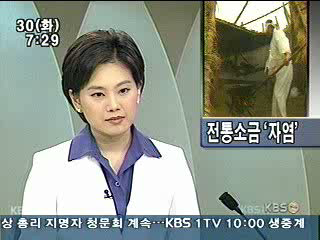 30(화)
7:29
전통소금 '자염'
KBS1
KBS
상 총리 지명자 청문회 계속...KBS 1TV 10:00 생중계